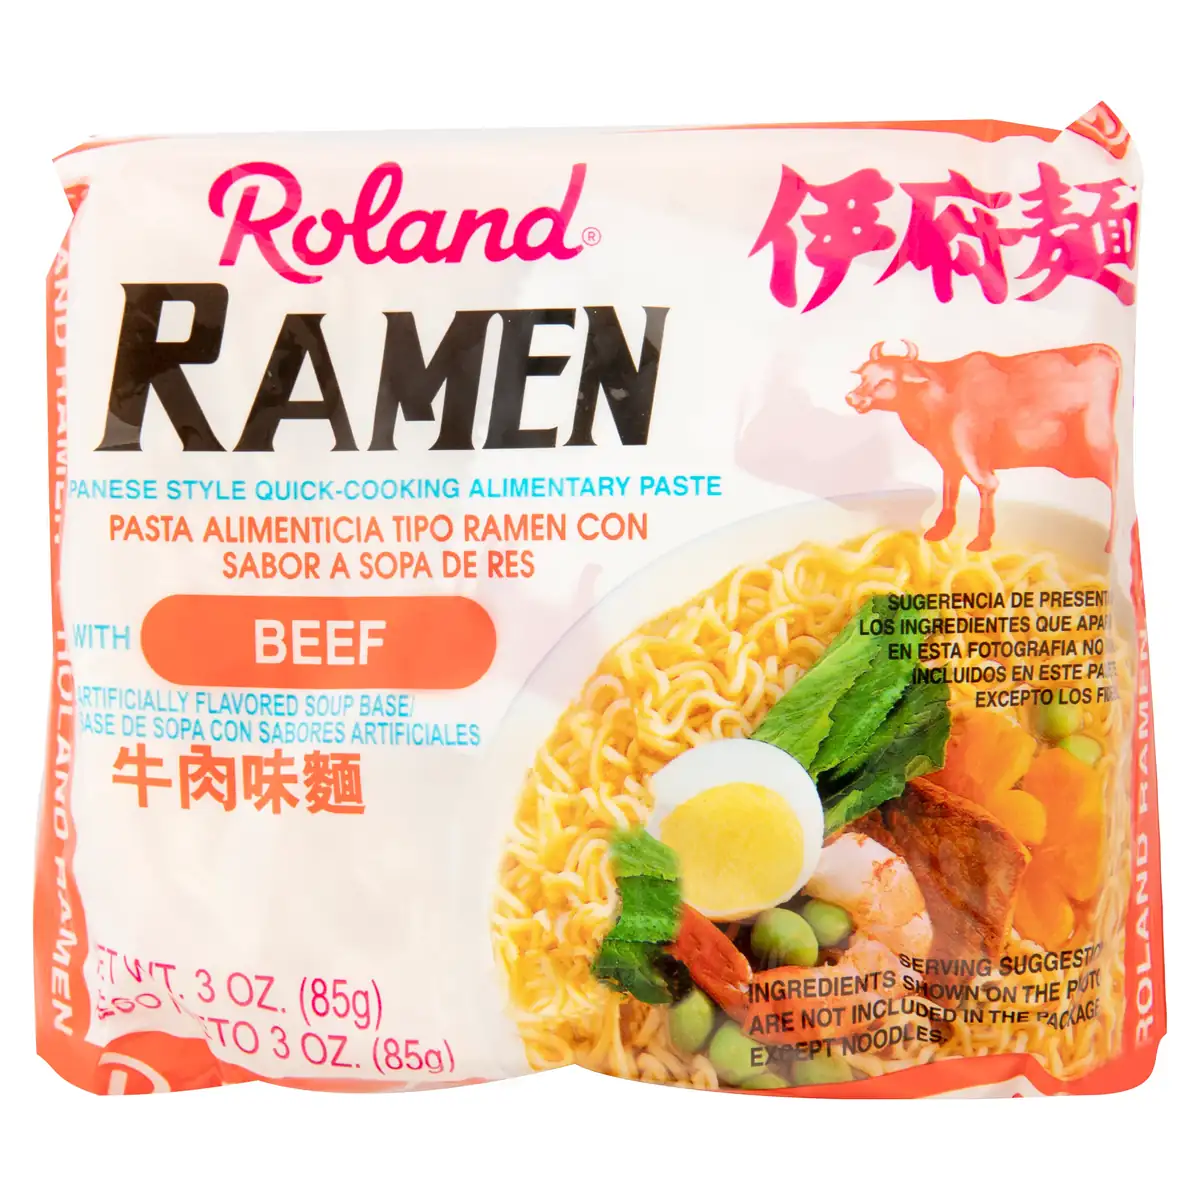 Roland®
伊府麵
RAMEN
PANESE STYLE QUICK-COOKING ALIMENTARY PASTE
PASTA ALIMENTICIA TIPO RAMEN CON
SABOR A SOPA DE RES
WITH BEEF
ARTIFICIALLY FLAVORED SOUP BASE/
BASE DE SOPA CON SABORES ARTIFICIALES
牛肉味麵
SUGERENCIA DE PRESENT
LOS INGREDIENTES QUE APA
EN ESTA FOTOGRAFIA NO
INCLUIDOS EN ESTE PA
EXCEPTO LOS FI
SERVING SUGGESTIO
INGREDIENTS SHOWN ON THE PHOTO
ARE NOT INCLUDED IN THE PACKAGE
EXCEPT NOODLES.
ET WT. 3 OZ. (85g)
ETO 3 OZ. (85g)
AND RAMEN
ROLAND RAMEN
ROLAND RAMEN